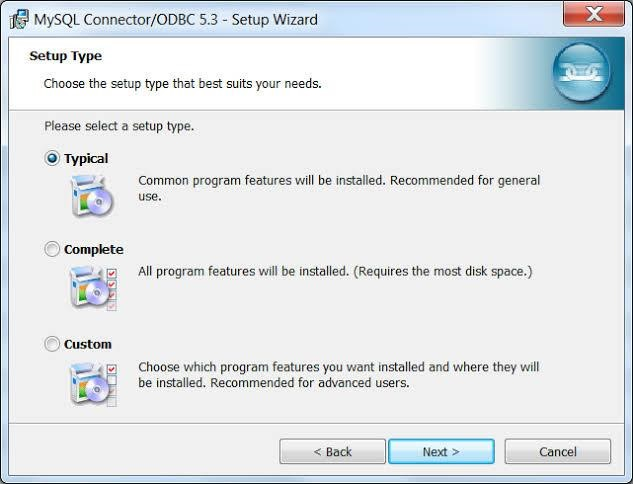 MySQL Connector/ODBC 5.3 - Setup Wizard
Setup Type
Choose the setup type that best suits your needs.
Please select a setup type.
Typical
Common program features will be installed. Recommended for general
use.
Complete
All program features will be installed. (Requires the most disk space.)
Custom
Choose which program features you want installed and where they will
be installed. Recommended for advanced users.
< Back Next > Cancel